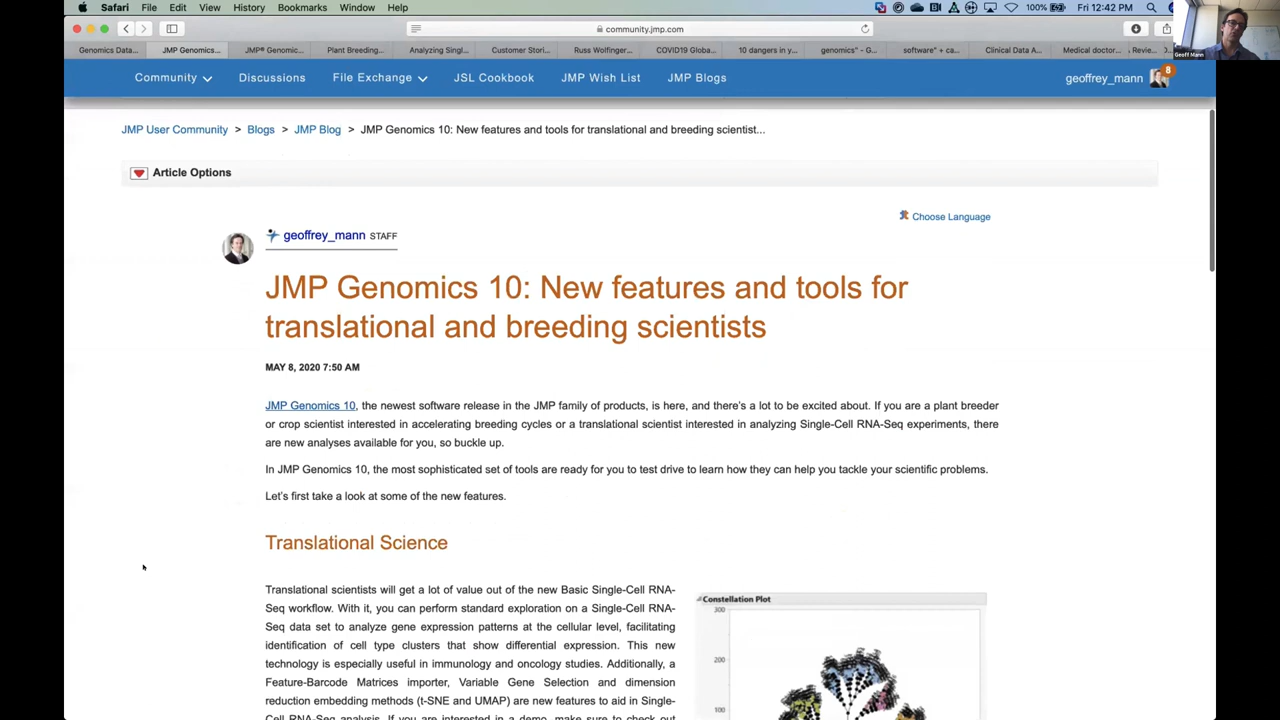 Safari File Edit View History Bookmarks Window Help 100% Fri 12:42 PM
community.jmp.com
Genomics Data... JMP Genomics... JMP® Genomic... Plant Breeding... Analyzing Singl... Customer Stori... Russ Wolfinger... COVID19 Globa... 10 dangers in y... genomics" - G... software" + ca... Clinical Data A... Medical doctor... Revie...
Geoff Mann
Community Discussions File Exchange JSL Cookbook JMP Wish List JMP Blogs geoffrey_mann 8
JMP User Community > Blogs > JMP Blog > JMP Genomics 10: New features and tools for translational and breeding scientist...
Article Options
Choose Language
geoffrey_mann STAFF
JMP Genomics 10: New features and tools for
translational and breeding scientists
MAY 8, 2020 7:50 AM
JMP Genomics 10, the newest software release in the JMP family of products, is here, and there's a lot to be excited about. If you are a plant breeder
or crop scientist interested in accelerating breeding cycles or a translational scientist interested in analyzing Single-Cell RNA-Seq experiments, there
are new analyses available for you, so buckle up.
In JMP Genomics 10, the most sophisticated set of tools are ready for you to test drive to learn how they can help you tackle your scientific problems.
Let's first take a look at some of the new features.
Translational Science
Translational scientists will get a lot of value out of the new Basic Single-Cell RNA-
Seq workflow. With it, you can perform standard exploration on a Single-Cell RNA-
Seq data set to analyze gene expression patterns at the cellular level, facilitating
identification of cell type clusters that show differential expression. This new
technology is especially useful in immunology and oncology studies. Additionally, a
Feature-Barcode Matrices importer, Variable Gene Selection and dimension
reduction embedding methods (t-SNE and UMAP) are new features to aid in Single-
Cell RNA-Seq analysis. If you are interested in a demo, make sure to check out
Constellation Plot
300
200
100